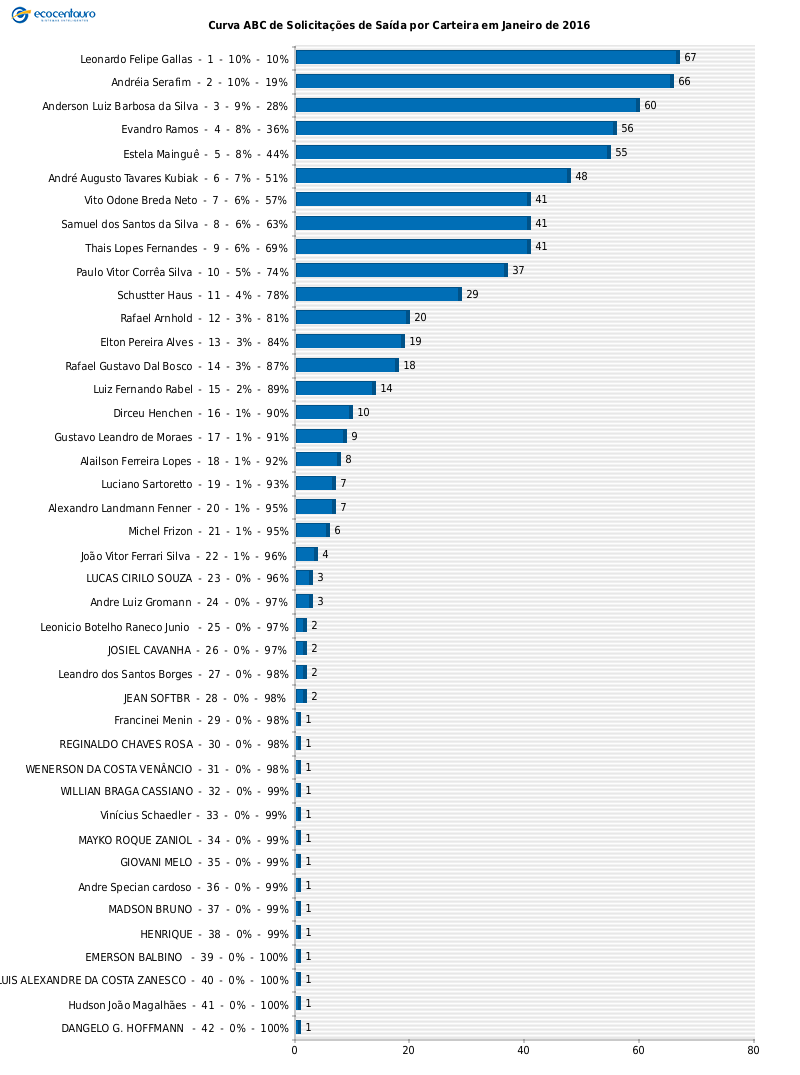 ecocentauro
Curva ABC de Solicitações de Saída por Carteira em Janeiro de 2016
Leonardo Felipe Gallas - 1 - 10% - 10% 67
Andréia Serafim - 2 - 10% - 19% 66
Anderson Luiz Barbosa da Silva - 3 - 9% - 28% 60
Evandro Ramos - 4 - 8% - 36% 56
Estela Mainguê - 5 - 8% - 44% 55
André Augusto Tavares Kubiak - 6 - 7% - 51% 48
Vito Odone Breda Neto - 7 - 6% - 57% 41
Samuel dos Santos da Silva - 8 - 6% - 63% 41
Thais Lopes Fernandes - 9 - 6% - 69% 41
Paulo Vitor Corrêa Silva - 10 - 5% - 74% 37
Schustter Haus - 11 - 4% - 78% 29
Rafael Arnhold - 12 - 3% - 81% 20
Elton Pereira Alves - 13 - 3% - 84% 19
Rafael Gustavo Dal Bosco - 14 - 3% - 87% 18
Luiz Fernando Rabel - 15 - 2% - 89% 14
Dirceu Henchen - 16 - 1% - 90% 10
Gustavo Leandro de Moraes - 17 - 1% - 91% 9
Alailson Ferreira Lopes - 18 - 1% - 92% 8
Luciano Sartoretto - 19 - 1% - 93% 7
Alexandro Landmann Fenner - 20 - 1% - 95% 7
Michel Frizon - 21 - 1% - 95% 6
João Vitor Ferrari Silva - 22 - 1% - 96% 4
LUCAS CIRILO SOUZA - 23 - 0% - 96% 3
Andre Luiz Gromann - 24 - 0% - 97% 3
Leonicio Botelho Raneco Junio - 25 - 0% - 97% 2
JOSIEL CAVANHA - 26 - 0% - 97% 2
Leandro dos Santos Borges - 27 - 0% - 98% 2
JEAN SOFTBR - 28 - 0% - 98% 2
Francinei Menin - 29 - 0% - 98% 1
REGINALDO CHAVES ROSA - 30 - 0% - 98% 1
WENERSON DA COSTA VENÂNCIO - 31 - 0% - 98% 1
WILLIAN BRAGA CASSIANO - 32 - 0% - 99% 1
Vinícius Schaedler - 33 - 0% - 99% 1
MAYKO ROQUE ZANIOL - 34 - 0% - 99% 1
GIOVANI MELO - 35 - 0% - 99% 1
Andre Specian cardoso - 36 - 0% - 99% 1
MADSON BRUNO - 37 - 0% - 99% 1
HENRIQUE - 38 - 0% - 99% 1
EMERSON BALBINO - 39 - 0% - 100% 1
UIS ALEXANDRE DA COSTA ZANESCO - 40 - 0% - 100% 1
Hudson João Magalhães - 41 - 0% - 100% 1
DANGELO G. HOFFMANN - 42 - 0% - 100% 1
0 20 40 60 80